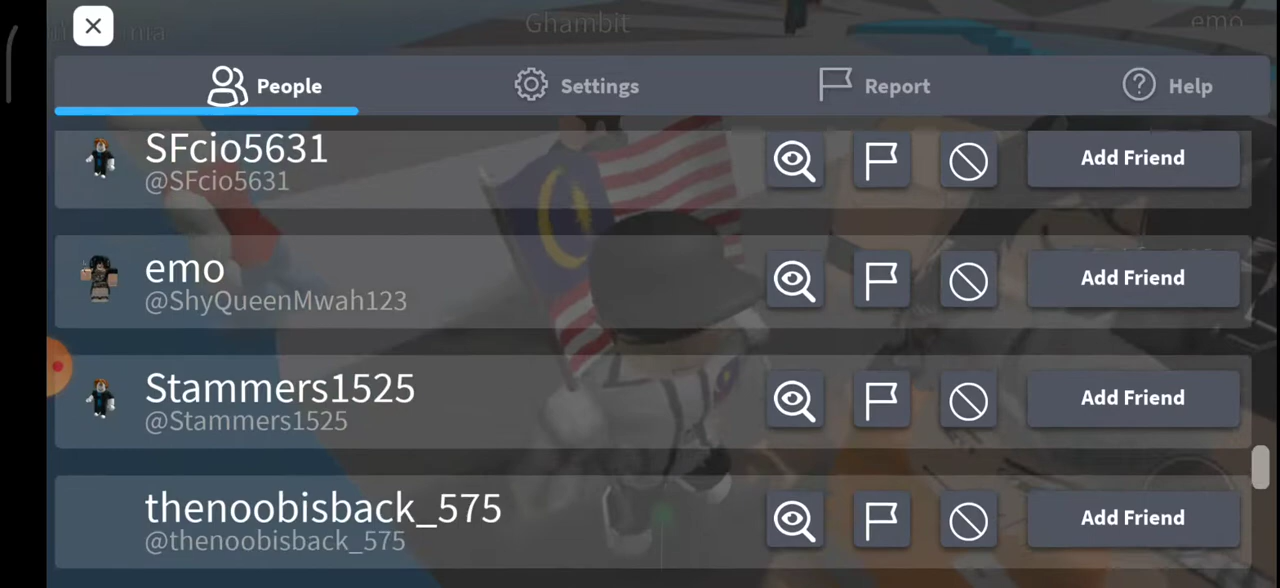 Ghambit
emo
People
Settings
Report
Help
SFcio5631
@SFcio5631
Add Friend
emo
@ShyQueenMwah123
Add Friend
Stammers1525
@Stammers1525
Add Friend
thenoobisback_575
@thenoobisback_575
Add Friend